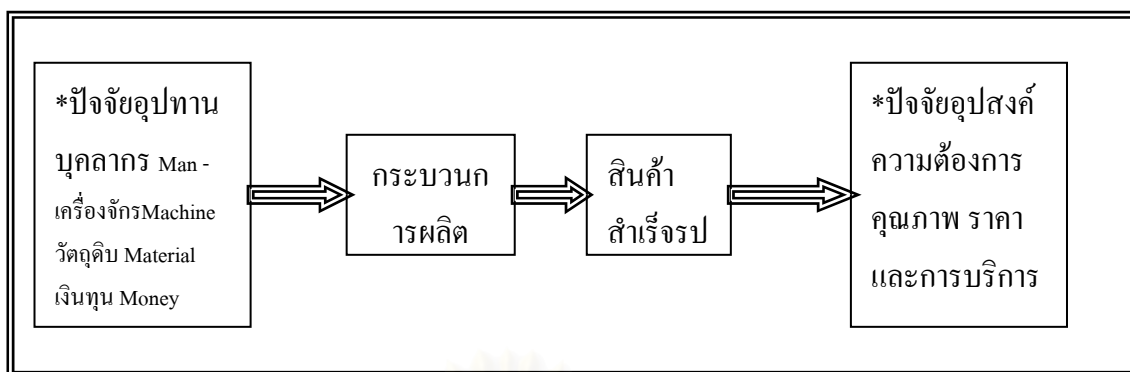 *ปัจจัยอุปทาน
บุคลากร Man -
เครื่องจักรMachine
วัตถุดิบ Material
เงินทุน Money
กระบวนก
ารผลิต
สินค้า
สำเร็จรป
*ปัจจัยอุปสงค์
ความต้องการ
คุณภาพ ราคา
และการบริการ